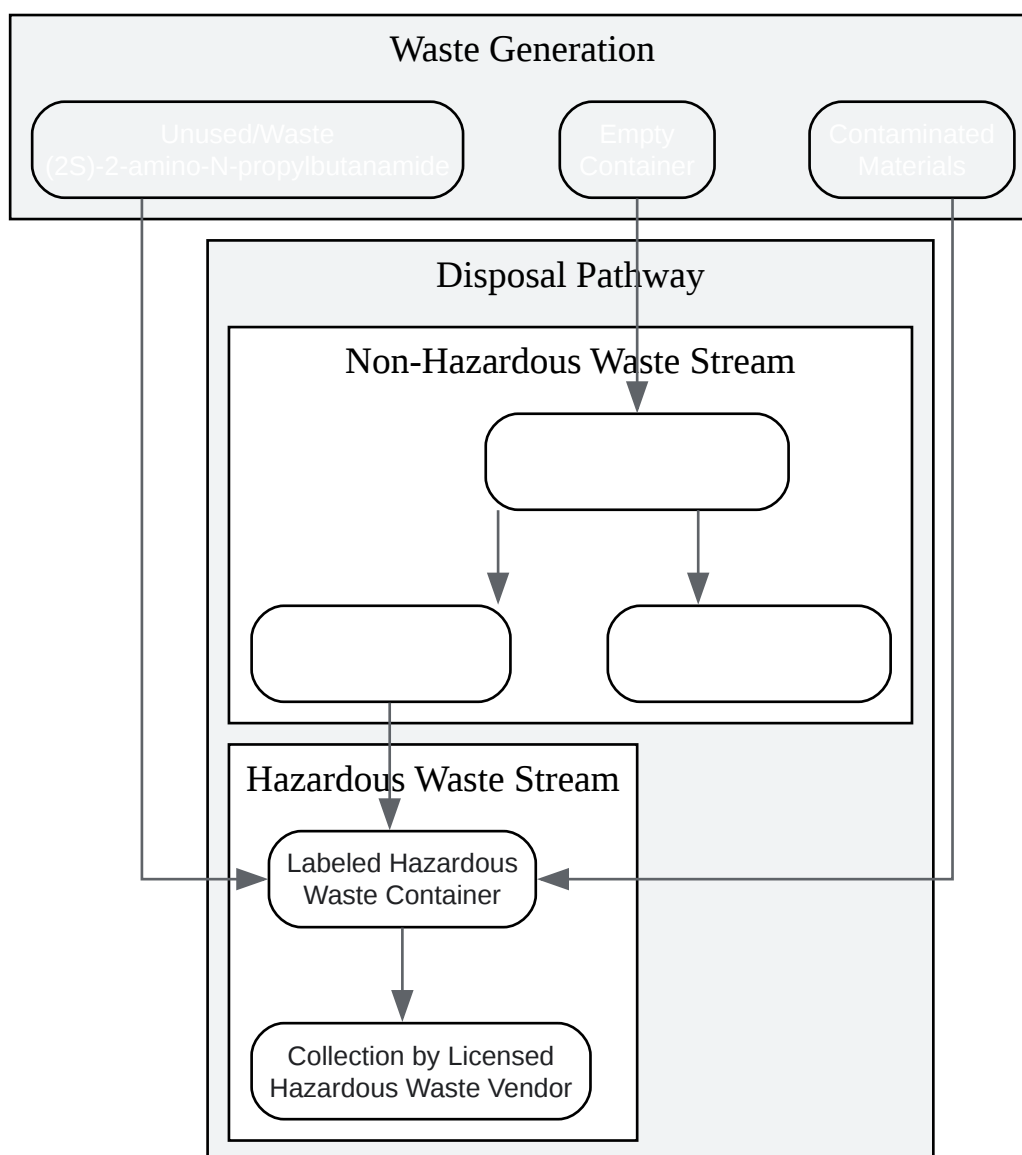 Waste Generation
Unused/Waste
(2S)-2-amino-N-propylbutanamide
Empty
Container
Contaminated
Materials
Disposal Pathway
Non-Hazardous Waste Stream
Hazardous Waste Stream
Labeled Hazardous
Waste Container
Collection by Licensed
Hazardous Waste Vendor